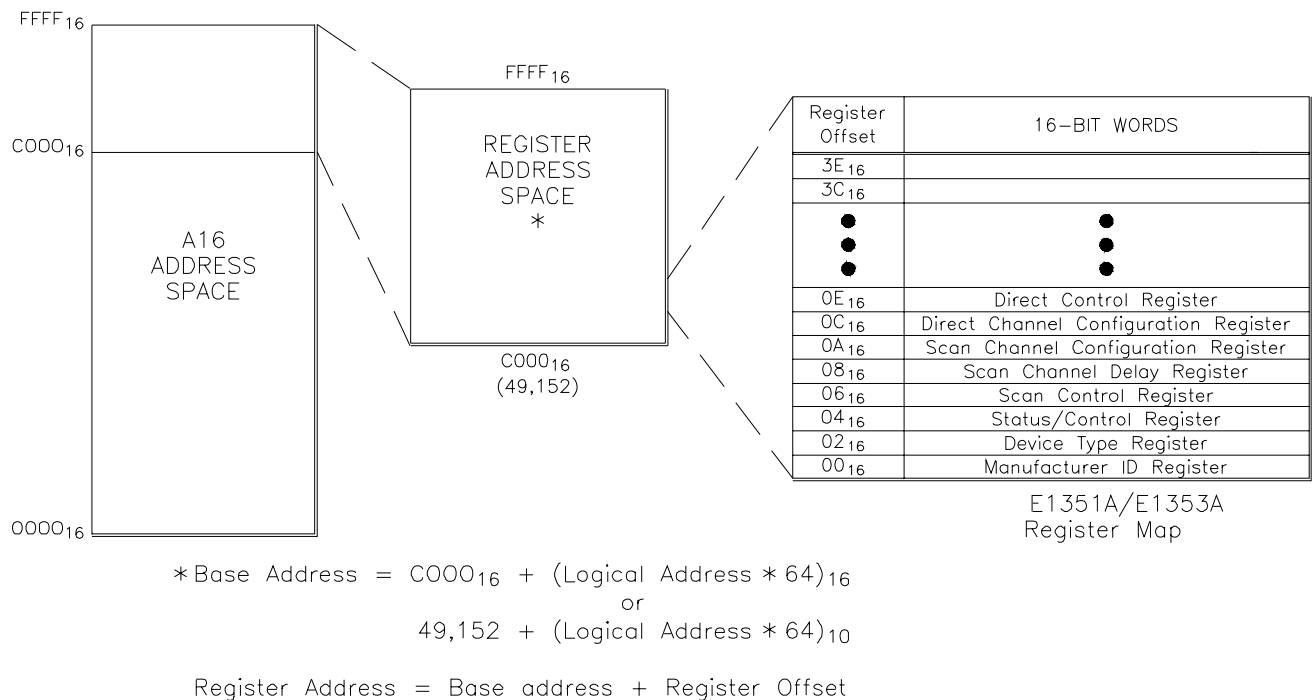 FFFF16
C00016
A16
ADDRESS
SPACE
000016
FFFF16
REGISTER
ADDRESS
SPACE
*
C00016
(49,152)
Register Offset 16-BIT WORDS
3E16
3C16
0E16 Direct Control Register
0C16 Direct Channel Configuration Register
0A16 Scan Channel Configuration Register
0816 Scan Channel Delay Register
0616 Scan Control Register
0416 Status/Control Register
0216 Device Type Register
0016 Manufacturer ID Register
E1351A/E1353A
Register Map
* Base Address = C00016 + (Logical Address * 64)16
or
49,152 + (Logical Address * 64)10
Register Address = Base address + Register Offset